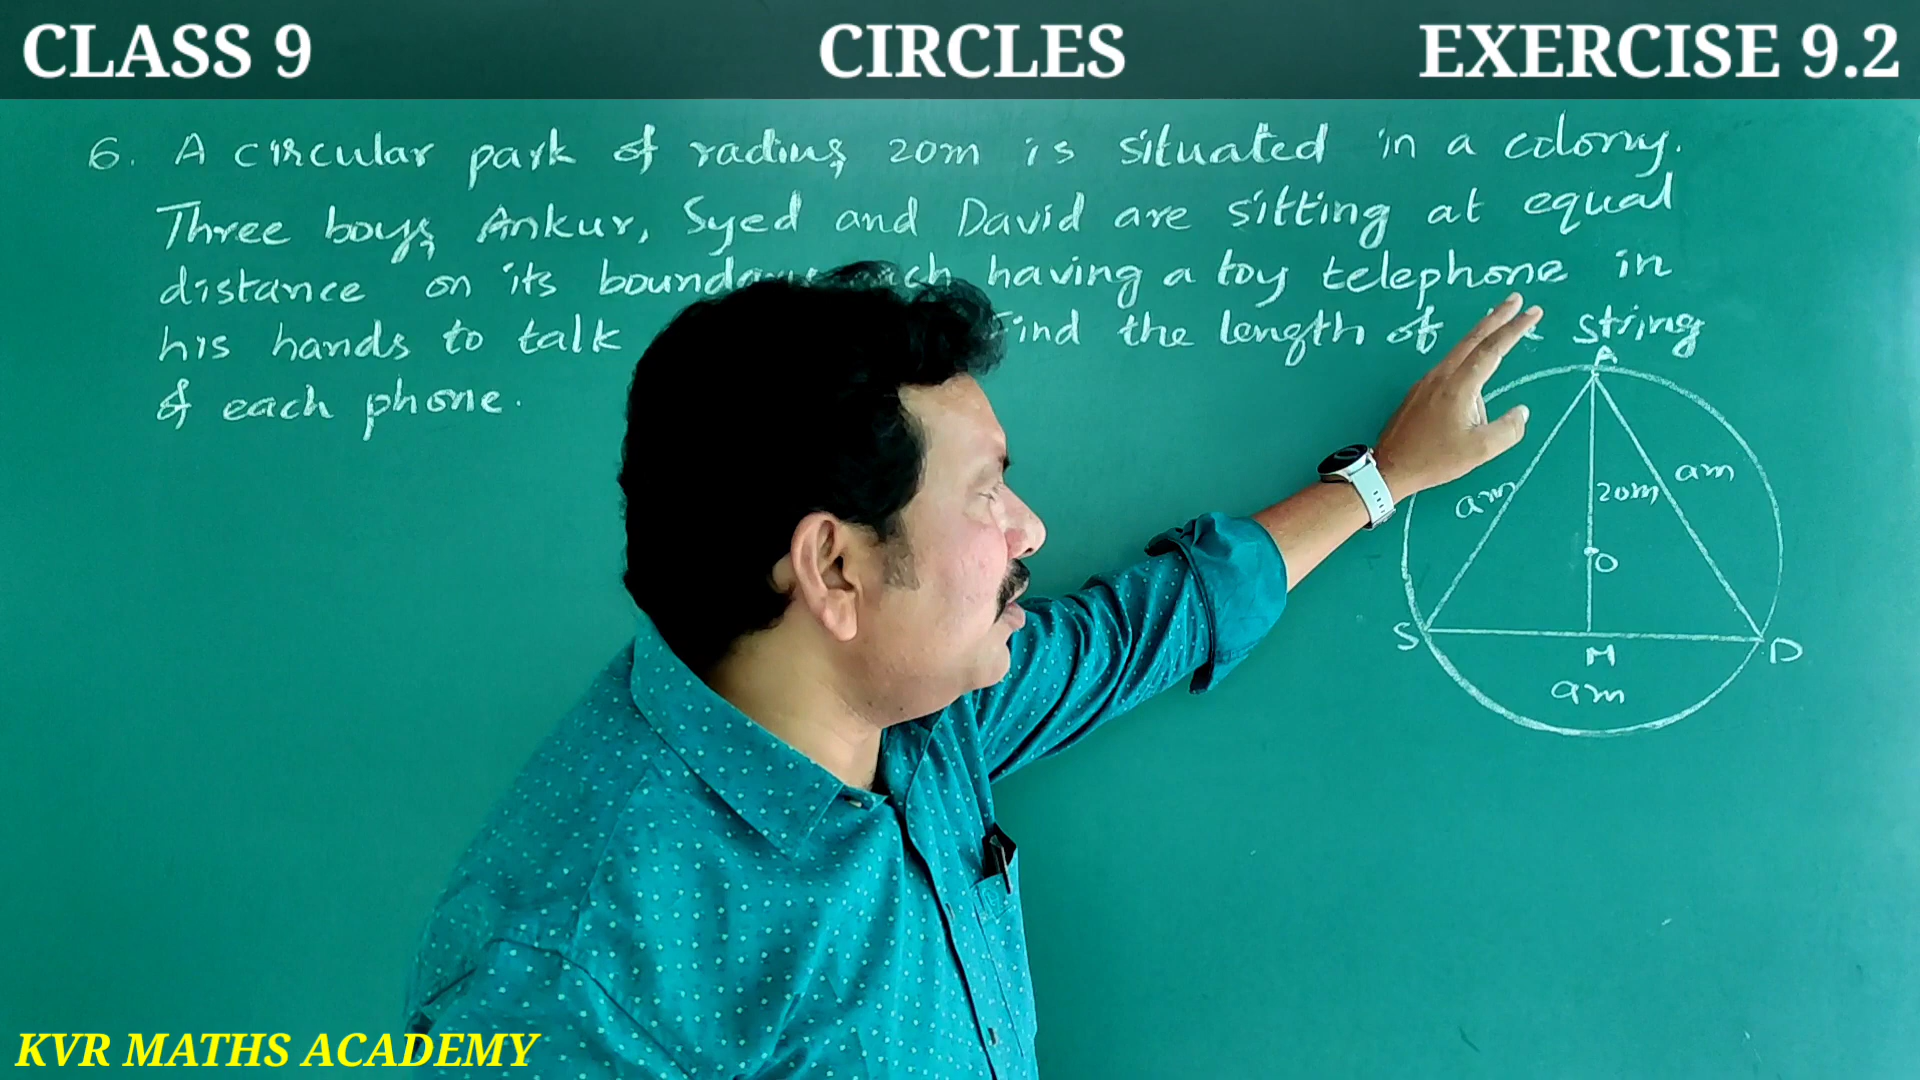 CLASS 9 CIRCLES EXERCISE 9.2
6. A circular park of radius 20m is situated in a colony.
Three boys Ankur, Syed and David are sitting at equal
distance on its having a toy telephone in
his hands to talk the length of string
of each phone.
A
am 20m am
O
S M D
am
KVR MATHS ACADEMY